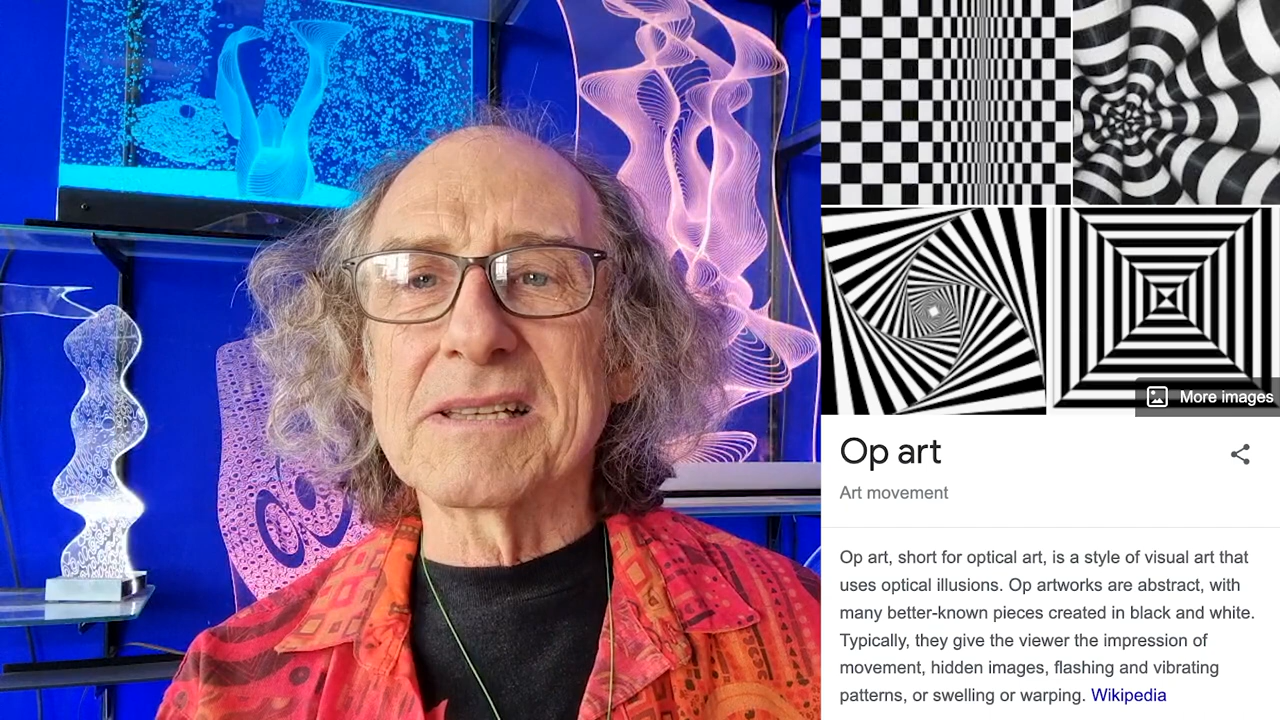 More images
Op art
Art movement
Op art, short for optical art, is a style of visual art that
uses optical illusions. Op artworks are abstract, with
many better-known pieces created in black and white.
Typically, they give the viewer the impression of
movement, hidden images, flashing and vibrating
patterns, or swelling or warping. Wikipedia